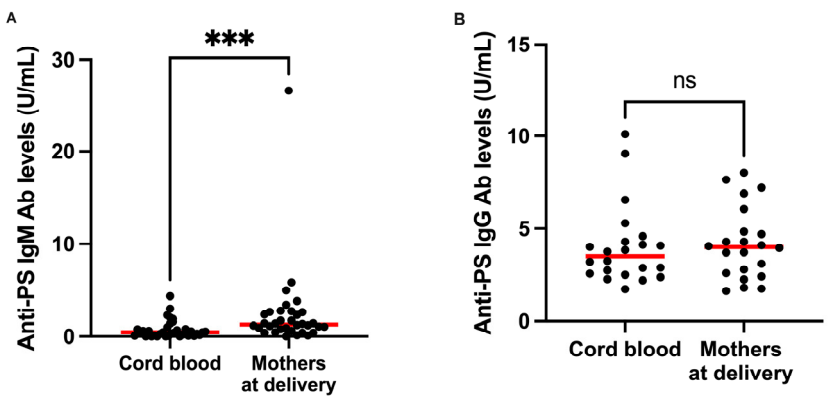 A
Anti-PS IgM Ab levels (U/mL)
30
20
10
0
***
Cord blood
Mothers
at delivery
B
Anti-PS IgG Ab levels (U/mL)
15
10
5
0
ns
Cord blood
Mothers
at delivery